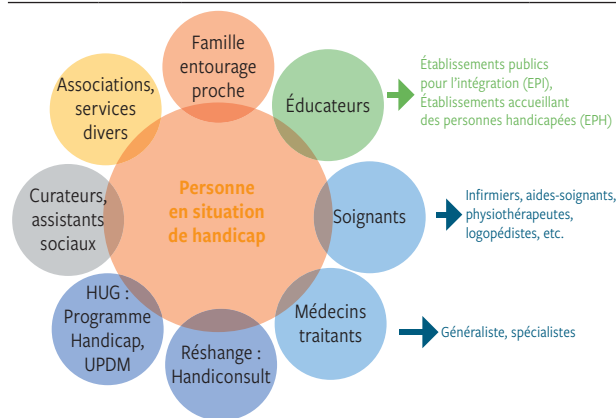 Famille
entourage
proche
Éducateurs
Établissements publics
pour l'intégration (EPI),
Établissements accueillant
des personnes handicapées (EPH)
Associations,
services
divers
Personne
en situation
de handicap
Curateurs,
assistants
sociaux
Soignants
Infirmiers, aides-soignants,
physiothérapeutes,
logopédistes, etc.
HUG :
Programme
Handicap,
UPDM
Réshange :
Handiconsult
Médecins
traitants
Généraliste, spécialistes